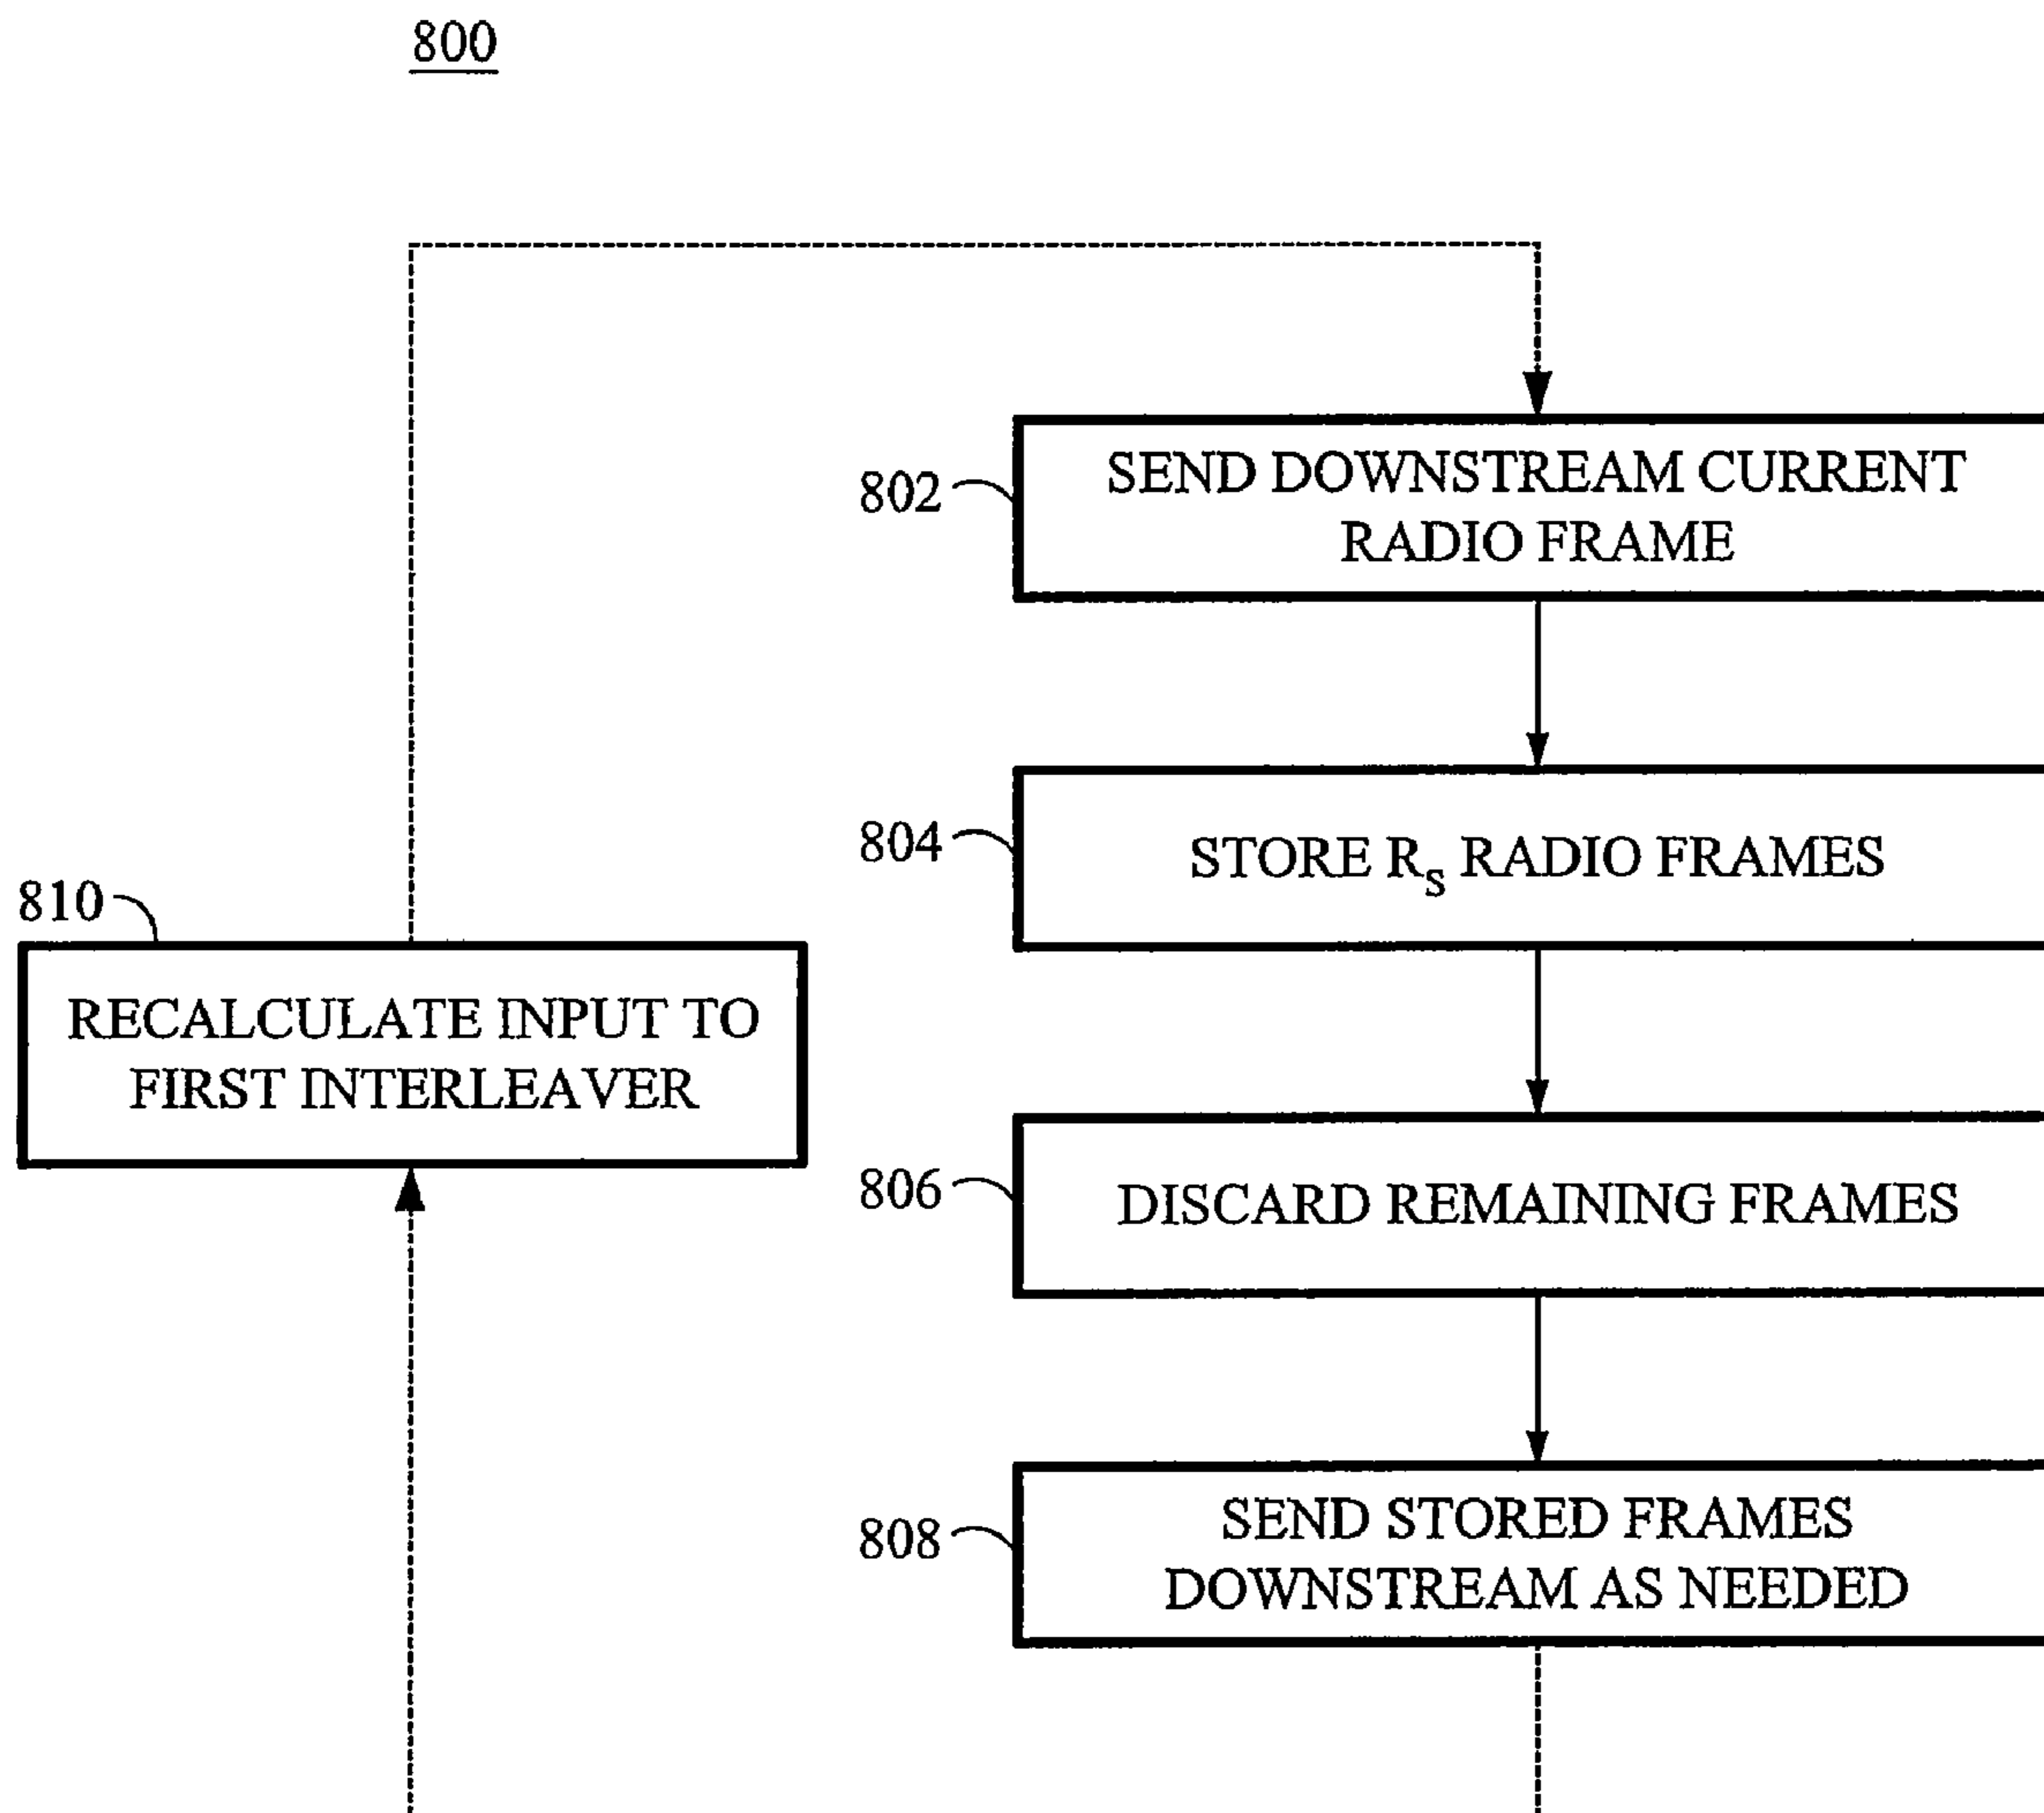 800
802
SEND DOWNSTREAM CURRENT
RADIO FRAME
804
STORE Rs RADIO FRAMES
810
RECALCULATE INPUT TO
FIRST INTERLEAVER
806
DISCARD REMAINING FRAMES
808
SEND STORED FRAMES
DOWNSTREAM AS NEEDED